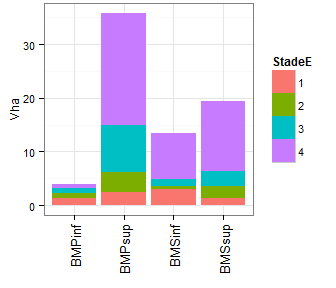 Vha
30
20
10
0
BMPinf
BMPsup
BMSinf
BMSsup
StadeE
1
2
3
4